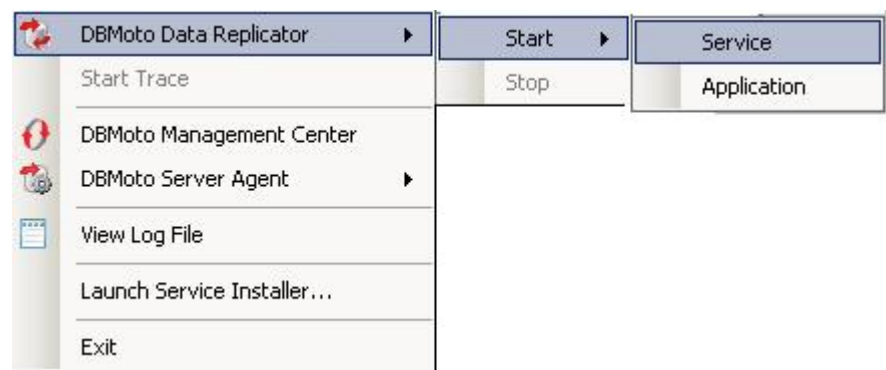 DBMoto Data Replicator
Start
Service
Start Trace
Stop
Application
DBMoto Management Center
DBMoto Server Agent
View Log File
Launch Service Installer...
Exit